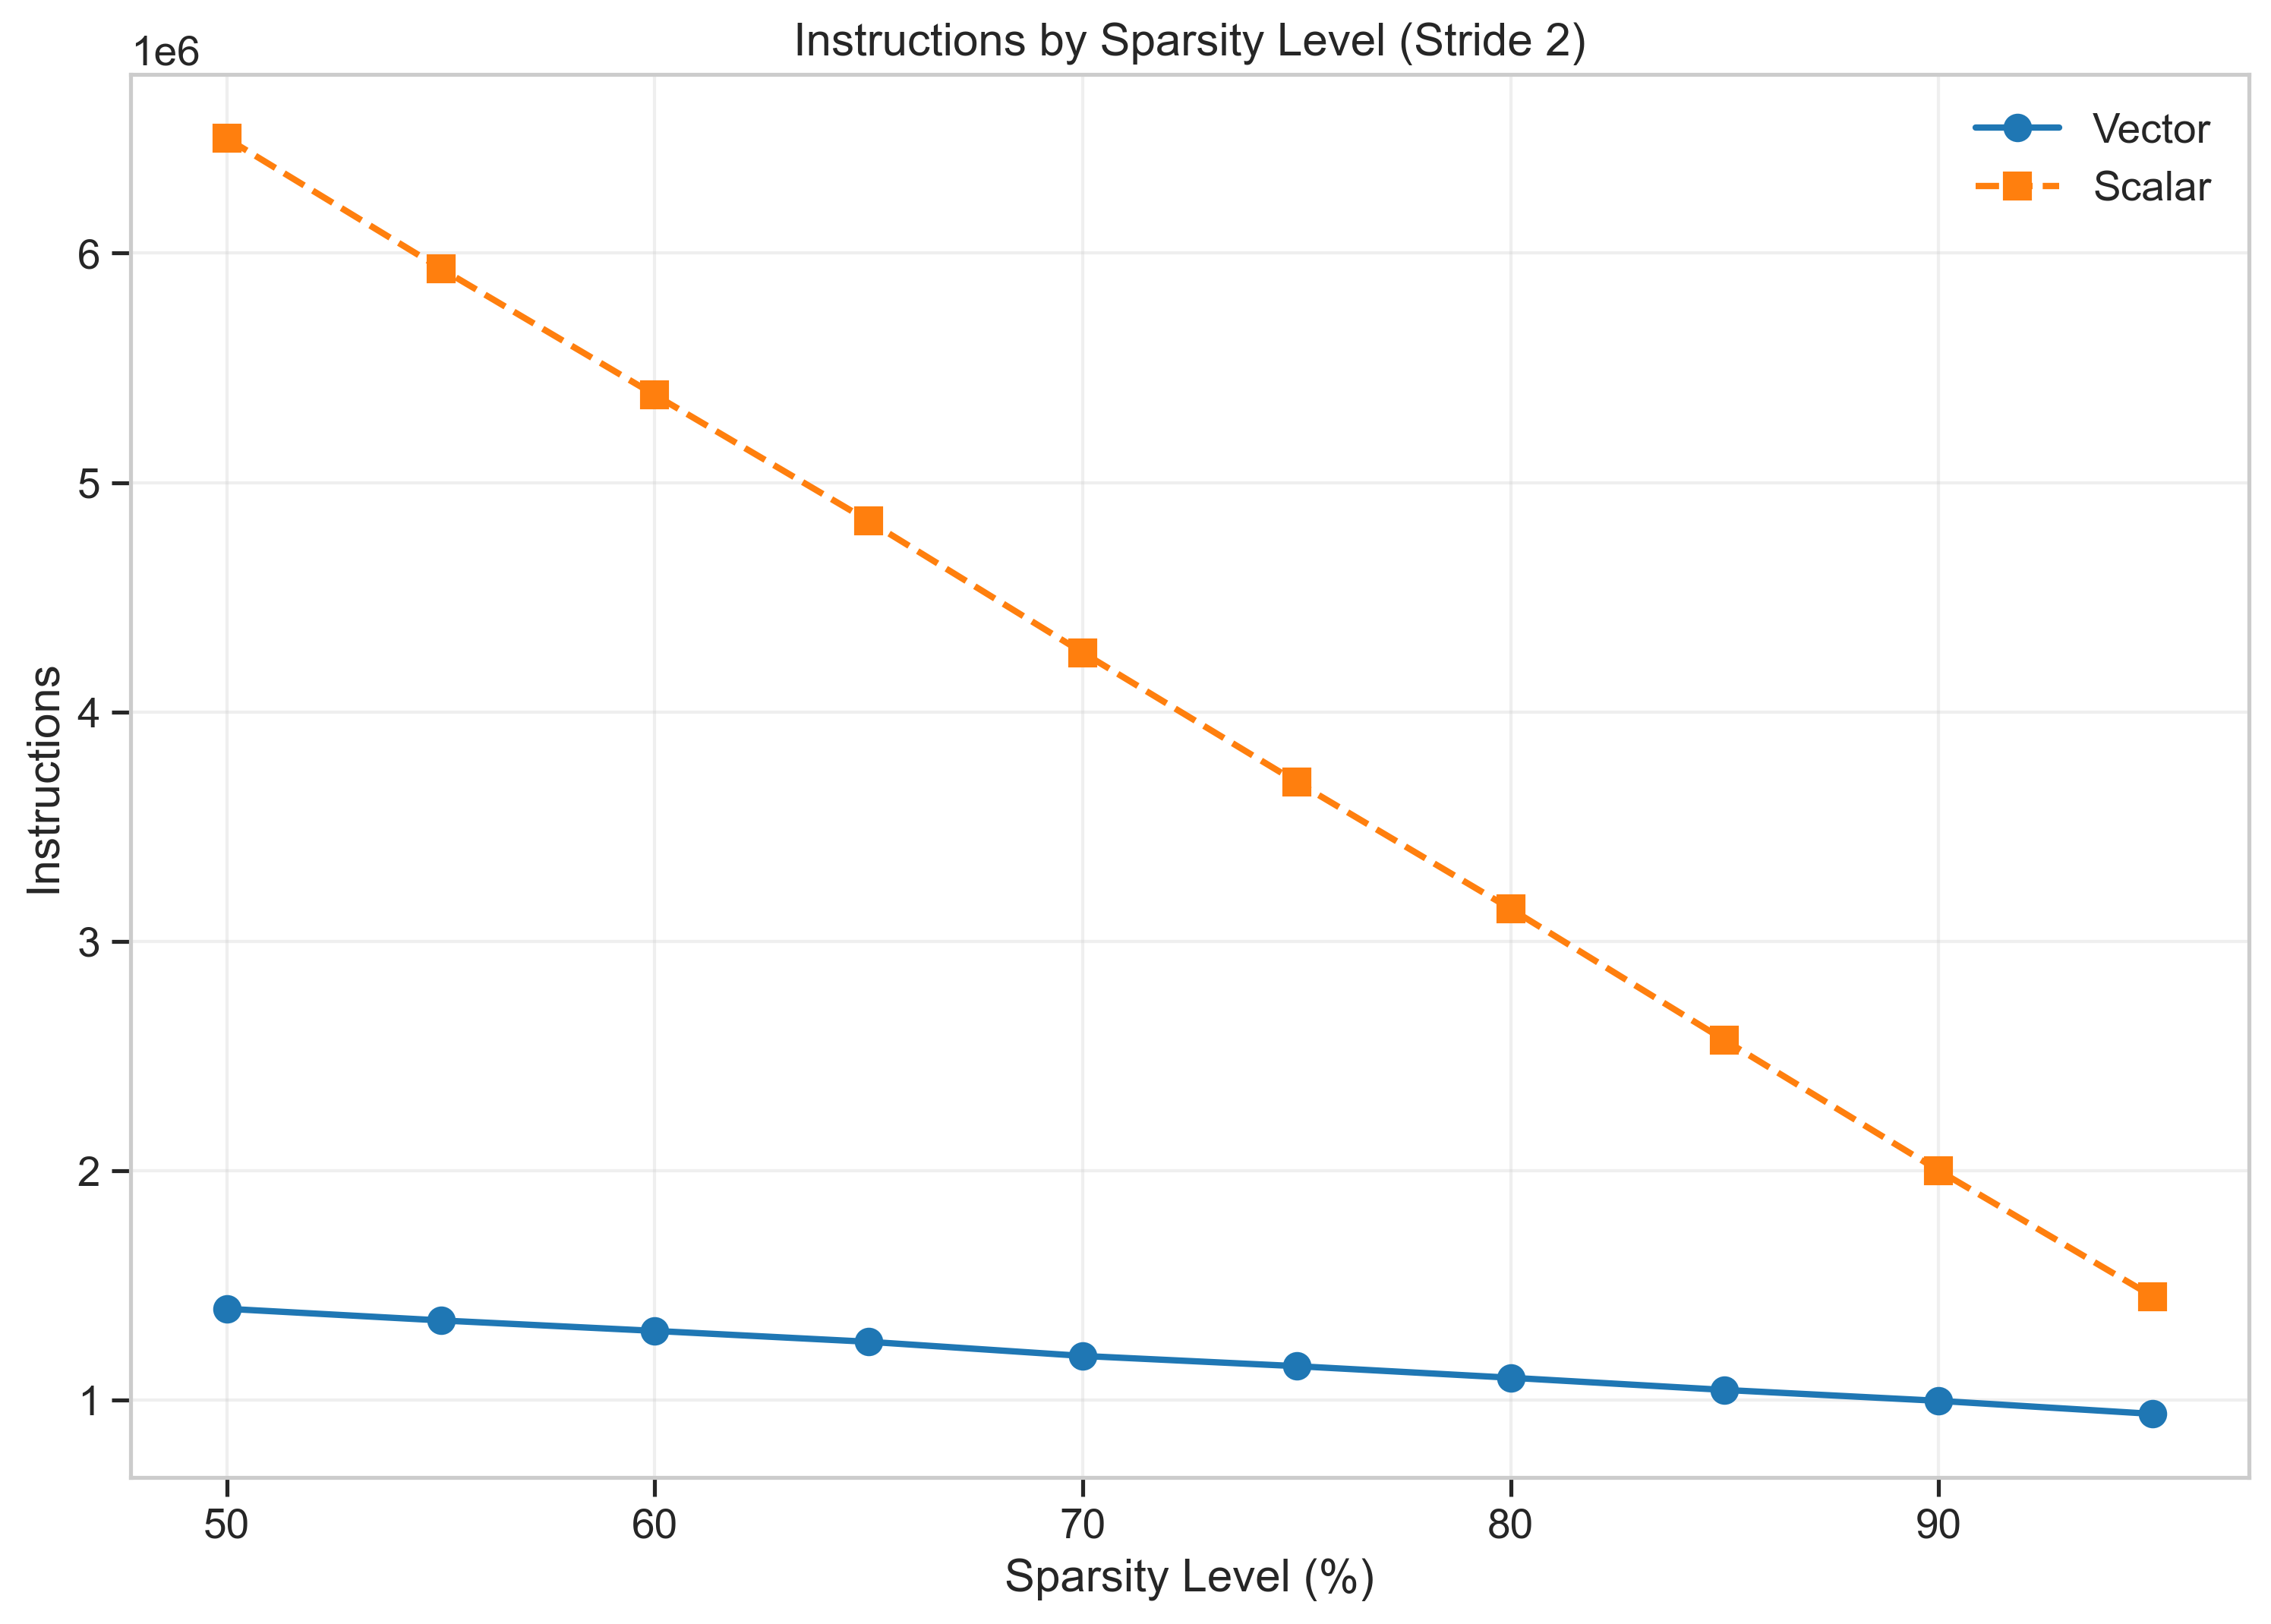 Instructions by Sparsity Level (Stride 2)
1e6
Vector
Scalar
6
5
4
3
2
1
Instructions
50 60 70 80 90
Sparsity Level (%)